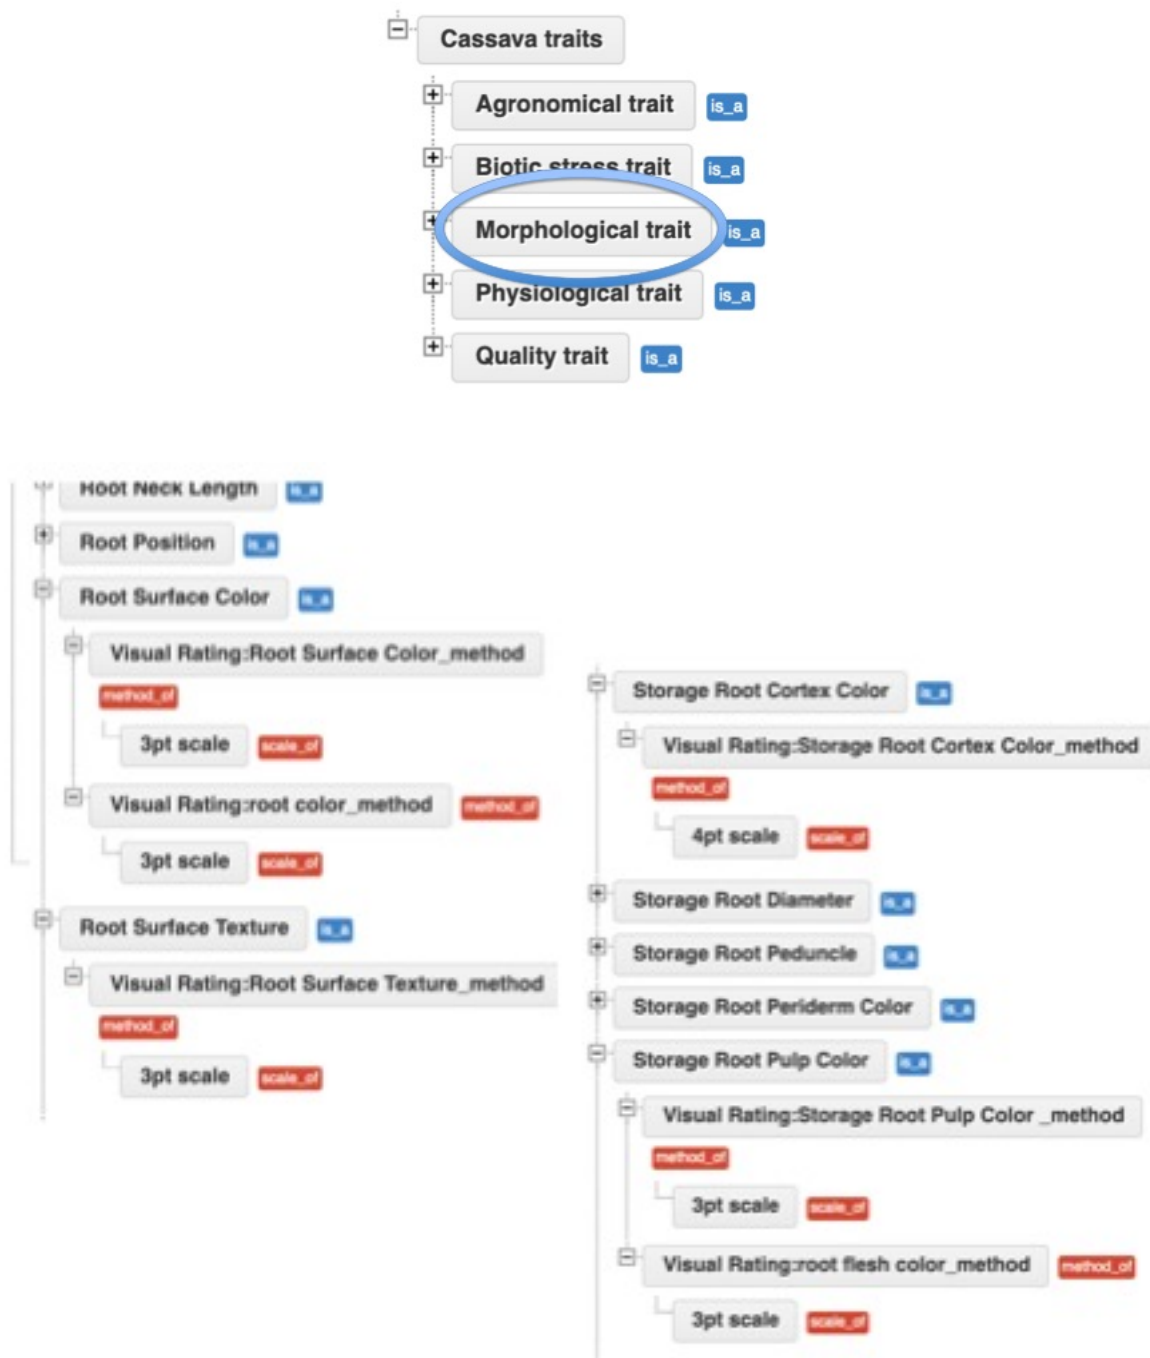 Cassava traits
Agronomical trait is_a
Biotic stress trait is_a
Morphological trait is_a
Physiological trait is_a
Quality trait is_a
Root Neck Length is_a
Root Position is_a
Root Surface Color is_a
Visual Rating:Root Surface Color_method
method_of
3pt scale scale_of
Visual Rating:root color_method method_of
3pt scale scale_of
Root Surface Texture is_a
Visual Rating:Root Surface Texture_method
method_of
3pt scale scale_of
Storage Root Cortex Color is_a
Visual Rating:Storage Root Cortex Color_method
method_of
4pt scale scale_of
Storage Root Diameter is_a
Storage Root Peduncle is_a
Storage Root Periderm Color is_a
Storage Root Pulp Color is_a
Visual Rating:Storage Root Pulp Color _method
method_of
3pt scale scale_of
Visual Rating:root flesh color_method method_of
3pt scale scale_of